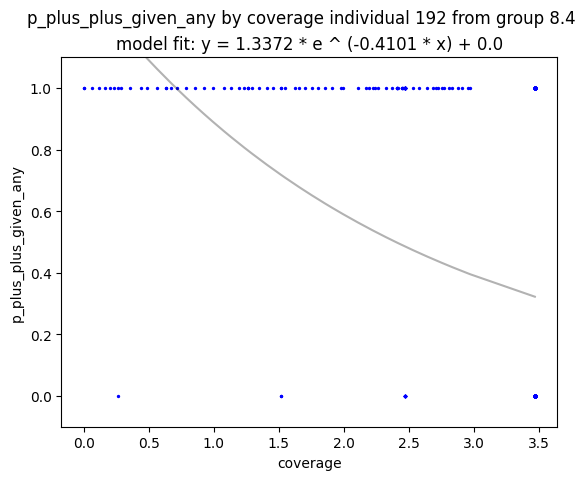 p_plus_plus_given_any by coverage individual 192 from group 8.4
model fit: y = 1.3372 * e ^ (-0.4101 * x) + 0.0
1.0
0.8
0.6
0.4
0.2
0.0
p_plus_plus_given_any
0.0 0.5 1.0 1.5 2.0 2.5 3.0 3.5
coverage